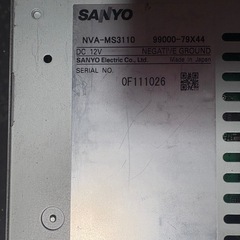 SANYO
NVA-MS3110 99000-79X44
DC 12V NEGATIVE GROUND
SANYO Electric Co., Ltd. Made in Japan
SERIAL NO.
0F111026